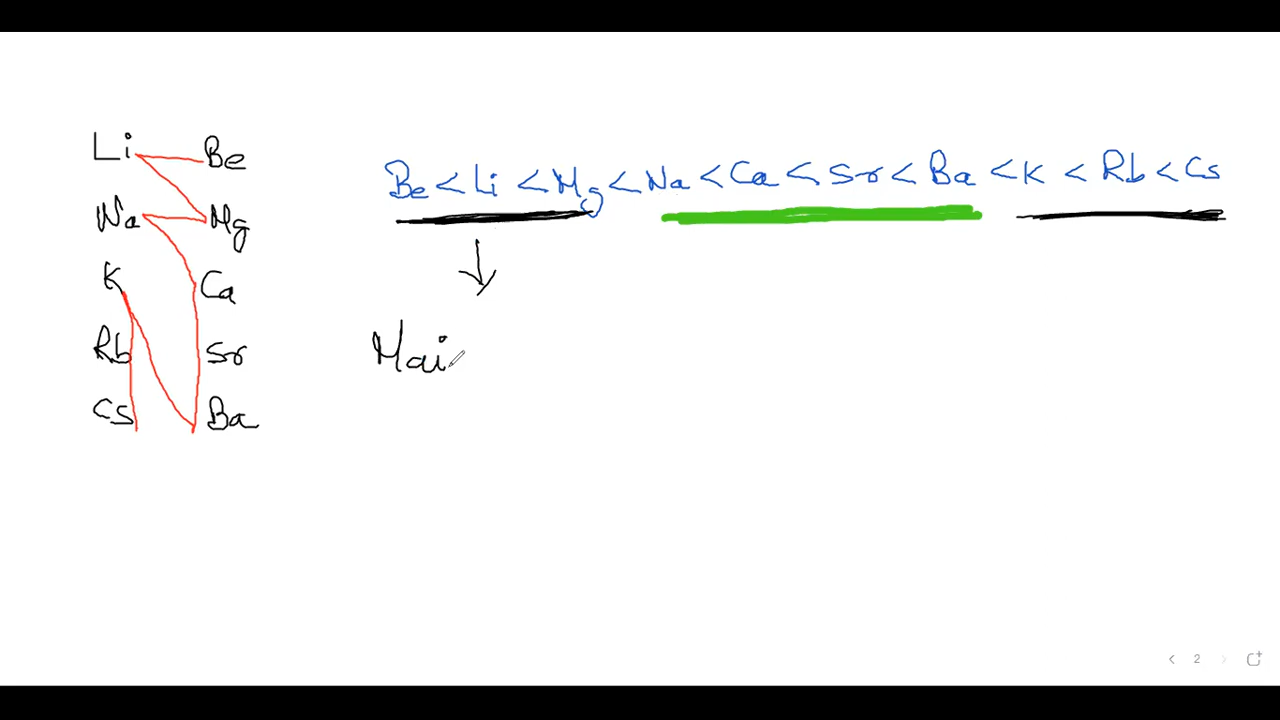 Li Be
Na Mg
K Ca
Rb Sr
Cs Ba
Be < Li < Mg < Na < Ca < Sr < Ba < K < Rb < Cs
Mai
2